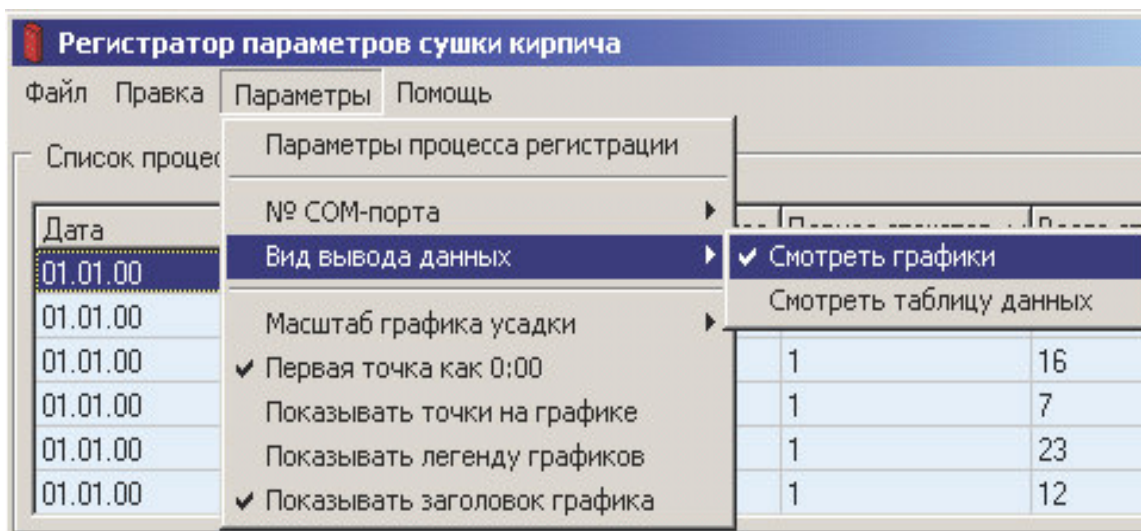 Регистратор параметров сушки кирпича
Файл Правка Параметры Помощь
Параметры процесса регистрации
Список
№ COM-порта
Дата
Вид вывода данных Смотреть графики
01.01.00
Смотреть таблицу данных
01.01.00
Масштаб графика усадки
01.01.00 Первая точка как 0:00 1 16
01.01.00 Показывать точки на графике 1 7
01.01.00 Показывать легенду графиков 1 23
01.01.00 Показывать заголовок графика 1 12